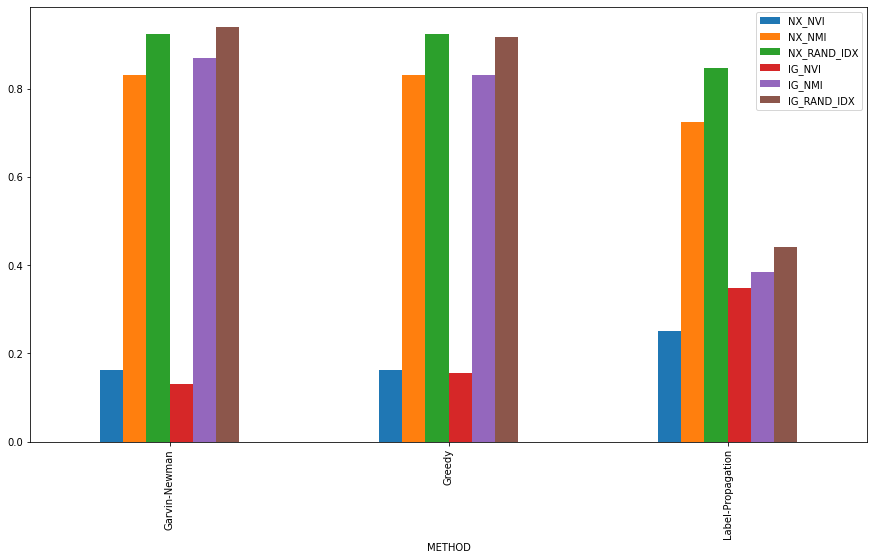 NX_NVI
NX_NMI
NX_RAND_IDX
IG_NVI
IG_NMI
IG_RAND_IDX
0.8
0.6
0.4
0.2
0.0
Garvin-Newman
Greedy
Label-Propagation
METHOD